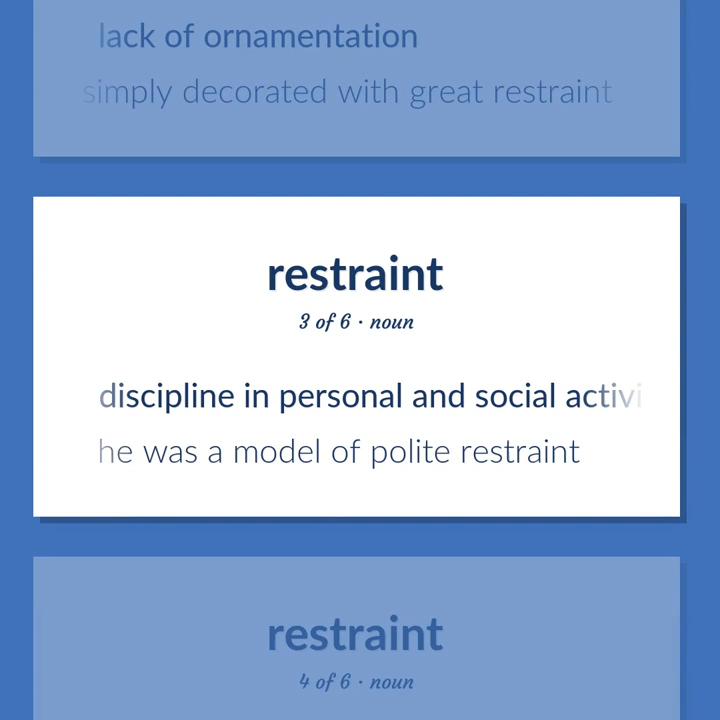 lack of ornamentation
simply decorated with great restraint
restraint
3 of 6 · noun
discipline in personal and social activi
he was a model of polite restraint
restraint
4 of 6 · noun